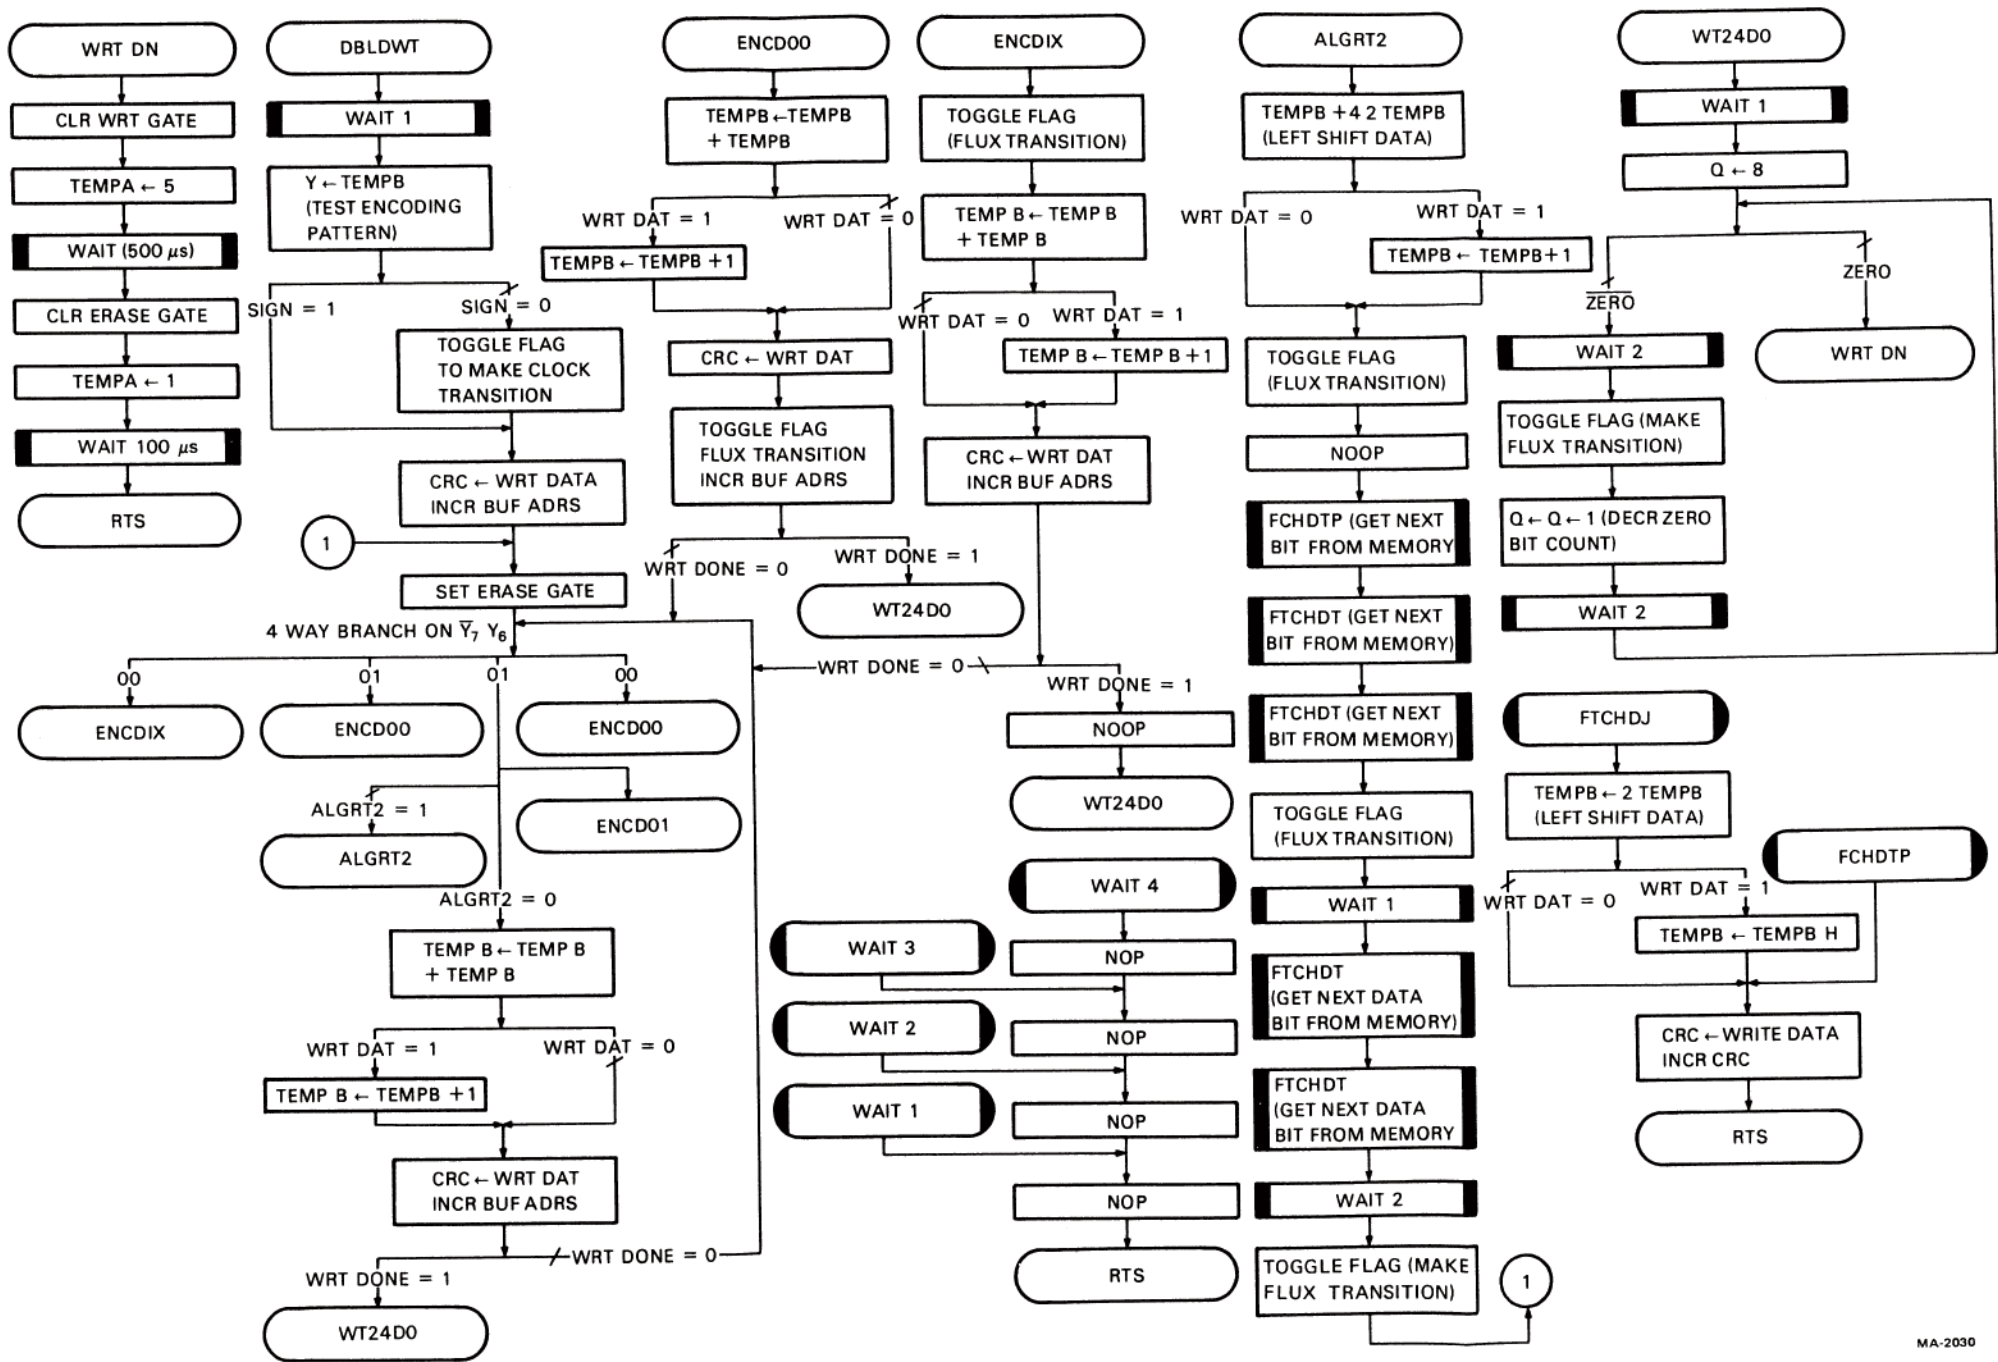 WRT DN
CLR WRT GATE
TEMPA ← 5
WAIT (500 μs)
CLR ERASE GATE
TEMPA ← 1
WAIT 100 μs
RTS
DBLDWT
WAIT 1
Y ← TEMPB
(TEST ENCODING
PATTERN)
SIGN = 1
SIGN = 0
TOGGLE FLAG
TO MAKE CLOCK
TRANSITION
CRC ← WRT DATA
INCR BUF ADRS
1
SET ERASE GATE
4 WAY BRANCH ON Y̅7 Y6
00
01
01
00
ENCDIX
ENCD00
ENCD00
ALGRT2 = 1
ALGRT2
ENCD01
ALGRT2 = 0
TEMP B ← TEMP B
+ TEMP B
WRT DAT = 1
WRT DAT = 0
TEMP B ← TEMPB +1
CRC ← WRT DAT
INCR BUF ADRS
WRT DONE = 0
WRT DONE = 1
WT24D0
ENCD00
TEMPB ← TEMPB
+ TEMPB
WRT DAT = 1
WRT DAT = 0
TEMPB ← TEMPB +1
CRC ← WRT DAT
TOGGLE FLAG
FLUX TRANSITION
INCR BUF ADRS
WRT DONE = 0
WRT DONE = 1
WT24D0
ENCDIX
TOGGLE FLAG
(FLUX TRANSITION)
TEMP B ← TEMP B
+ TEMP B
WRT DAT = 0
WRT DAT = 1
TEMP B ← TEMP B +1
CRC ← WRT DAT
INCR BUF ADRS
WRT DONE = 0
WRT DONE = 1
NOOP
WT24D0
WAIT 4
NOP
WAIT 3
NOP
WAIT 2
NOP
WAIT 1
NOP
RTS
ALGRT2
TEMPB +4 2 TEMPB
(LEFT SHIFT DATA)
WRT DAT = 0
WRT DAT = 1
TEMPB ← TEMPB+1
TOGGLE FLAG
(FLUX TRANSITION)
NOOP
FCHDTP (GET NEXT
BIT FROM MEMORY)
FTCHDT (GET NEXT
BIT FROM MEMORY)
FTCHDT (GET NEXT
BIT FROM MEMORY)
TOGGLE FLAG
(FLUX TRANSITION)
WAIT 1
FTCHDT
(GET NEXT DATA
BIT FROM MEMORY)
FTCHDT
(GET NEXT DATA
BIT FROM MEMORY
WAIT 2
TOGGLE FLAG (MAKE
FLUX TRANSITION)
1
WT24D0
WAIT 1
Q ← 8
Z̅E̅R̅O̅
ZERO
WAIT 2
WRT DN
TOGGLE FLAG (MAKE
FLUX TRANSITION)
Q ← Q ← 1 (DECR ZERO
BIT COUNT)
WAIT 2
FTCHDJ
TEMPB ← 2 TEMPB
(LEFT SHIFT DATA)
FCHDTP
WRT DAT = 0
WRT DAT = 1
TEMPB ← TEMPB H
CRC ← WRITE DATA
INCR CRC
RTS
MA-2030